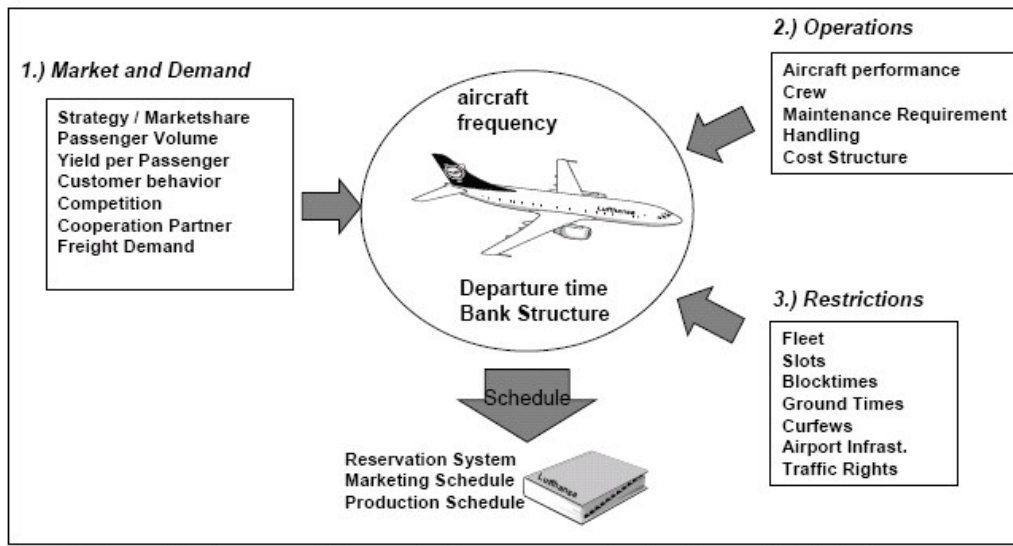 1.) Market and Demand
Strategy / Marketshare
Passenger Volume
Yield per Passenger
Customer behavior
Competition
Cooperation Partner
Freight Demand
aircraft
frequency
Lufthansa
Departure time
Bank Structure
2.) Operations
Aircraft performance
Crew
Maintenance Requirement
Handling
Cost Structure
3.) Restrictions
Fleet
Slots
Blocktimes
Ground Times
Curfews
Airport Infrast.
Traffic Rights
Schedule
Reservation System
Marketing Schedule
Production Schedule
Lufthansa